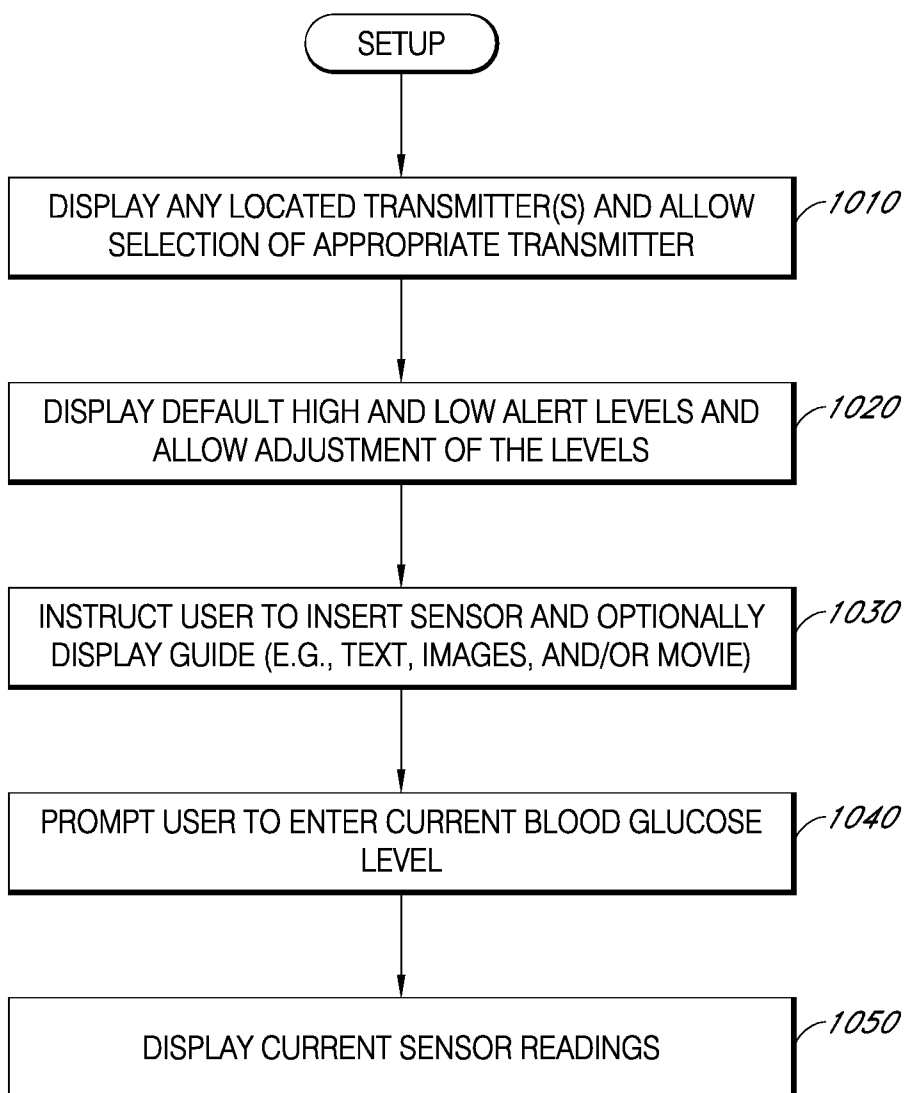 SETUP
DISPLAY ANY LOCATED TRANSMITTER(S) AND ALLOW
SELECTION OF APPROPRIATE TRANSMITTER
1010
DISPLAY DEFAULT HIGH AND LOW ALERT LEVELS AND
ALLOW ADJUSTMENT OF THE LEVELS
1020
INSTRUCT USER TO INSERT SENSOR AND OPTIONALLY
DISPLAY GUIDE (E.G., TEXT, IMAGES, AND/OR MOVIE)
1030
PROMPT USER TO ENTER CURRENT BLOOD GLUCOSE
LEVEL
1040
DISPLAY CURRENT SENSOR READINGS
1050